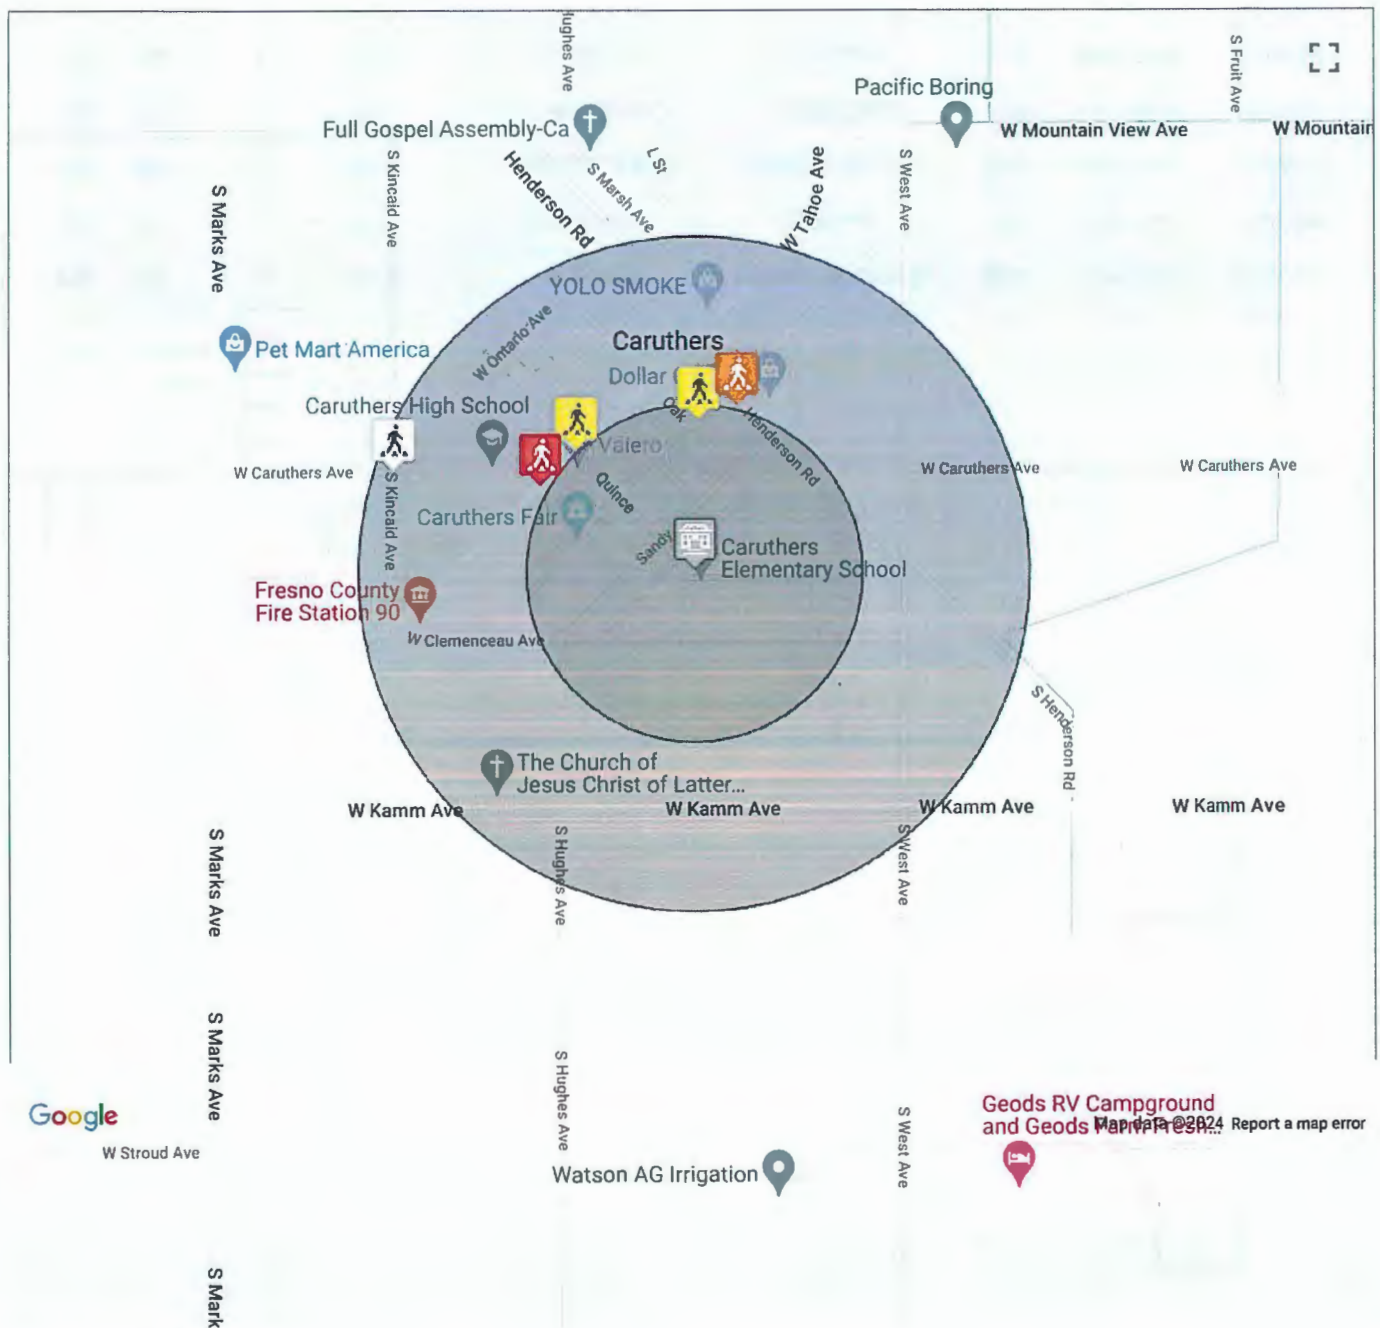 Hughes Ave
S Fruit Ave
Pacific Boring
Full Gospel Assembly-Ca
W Mountain View Ave
W Mountain
S Kincaid Ave
Henderson Rd
S Marsh Ave
L St
W Tahoe Ave
S West Ave
S Marks Ave
YOLO SMOKE
W Ontario Ave
Caruthers
Pet Mart America
Dollar
Oak
Henderson Rd
Caruthers High School
Valero
W Caruthers Ave
W Caruthers Ave
W Caruthers Ave
S Kincaid Ave
Quince
Caruthers Fair
Sandy
Caruthers
Elementary School
Fresno County
Fire Station 90
W Clemenceau Ave
S Henderson Rd
The Church of
Jesus Christ of Latter...
W Kamm Ave
W Kamm Ave
W Kamm Ave
W Kamm Ave
S Marks Ave
S Hughes Ave
S West Ave
S Marks Ave
S Hughes Ave
S West Ave
Google
Geods RV Campground
and Geods Farm Fresh...
Map data ©2024 Report a map error
W Stroud Ave
Watson AG Irrigation
S Mark